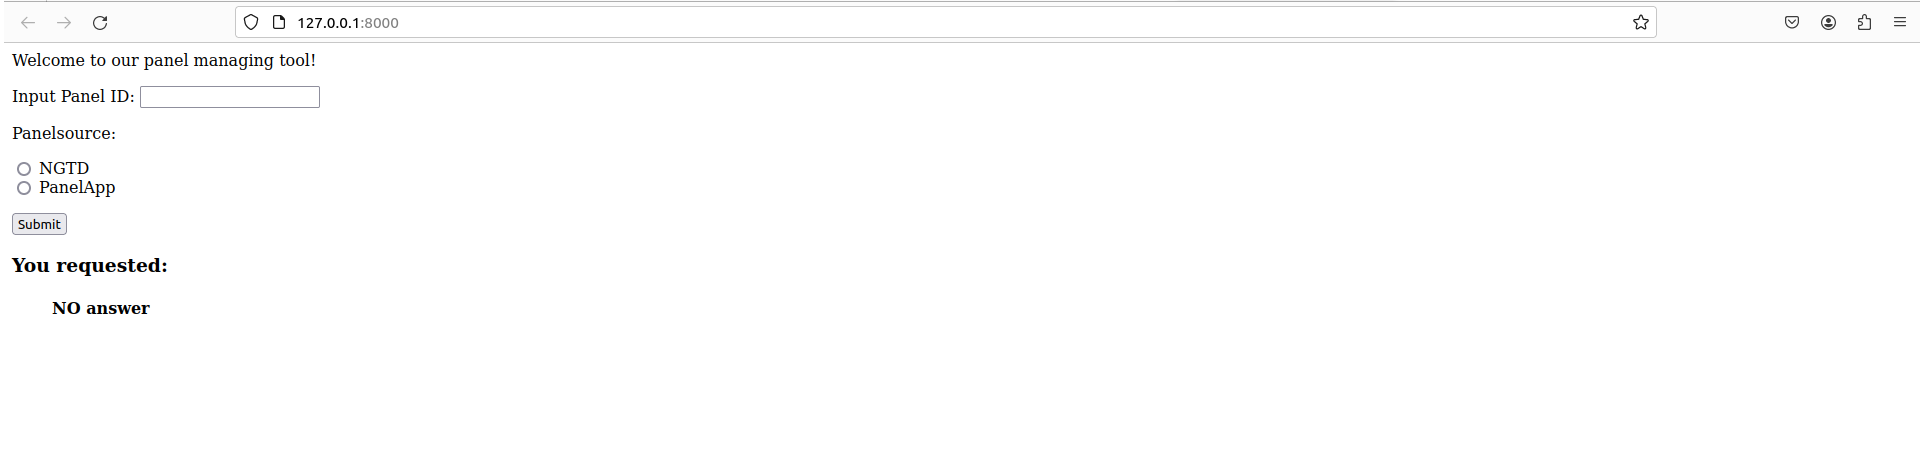 127.0.0.1:8000
Welcome to our panel managing tool!
Input Panel ID:
Panelsource:
NGTD
PanelApp
Submit
You requested:
NO answer